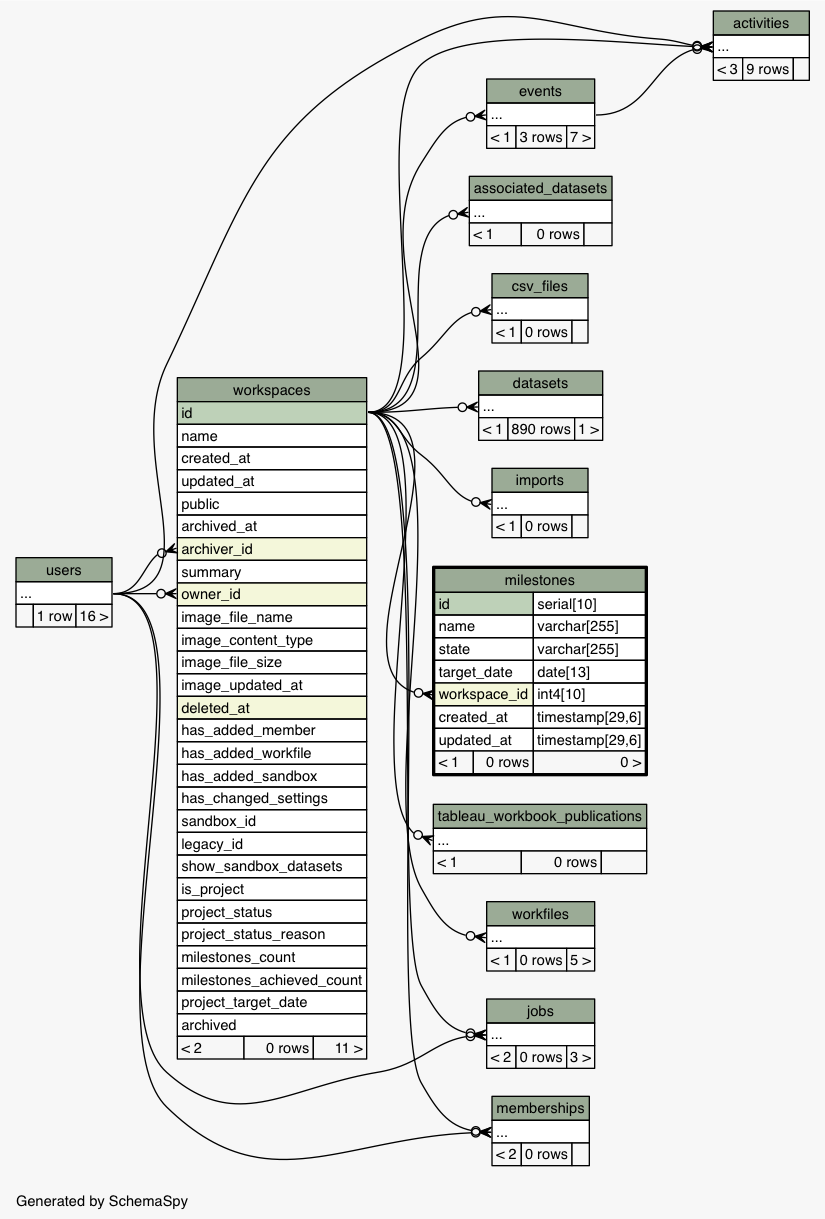 activities
...
< 3 9 rows
events
...
< 1 3 rows 7 >
associated_datasets
...
< 1 0 rows
csv_files
...
< 1 0 rows
datasets
...
< 1 890 rows 1 >
imports
...
< 1 0 rows
workspaces
id
name
created_at
updated_at
public
archived_at
archiver_id
summary
owner_id
image_file_name
image_content_type
image_file_size
image_updated_at
deleted_at
has_added_member
has_added_workfile
has_added_sandbox
has_changed_settings
sandbox_id
legacy_id
show_sandbox_datasets
is_project
project_status
project_status_reason
milestones_count
milestones_achieved_count
project_target_date
archived
< 2 0 rows 11 >
users
...
1 row 16 >
milestones
id serial[10]
name varchar[255]
state varchar[255]
target_date date[13]
workspace_id int4[10]
created_at timestamp[29,6]
updated_at timestamp[29,6]
< 1 0 rows 0 >
tableau_workbook_publications
...
< 1 0 rows
workfiles
...
< 1 0 rows 5 >
jobs
...
< 2 0 rows 3 >
memberships
...
< 2 0 rows
Generated by SchemaSpy